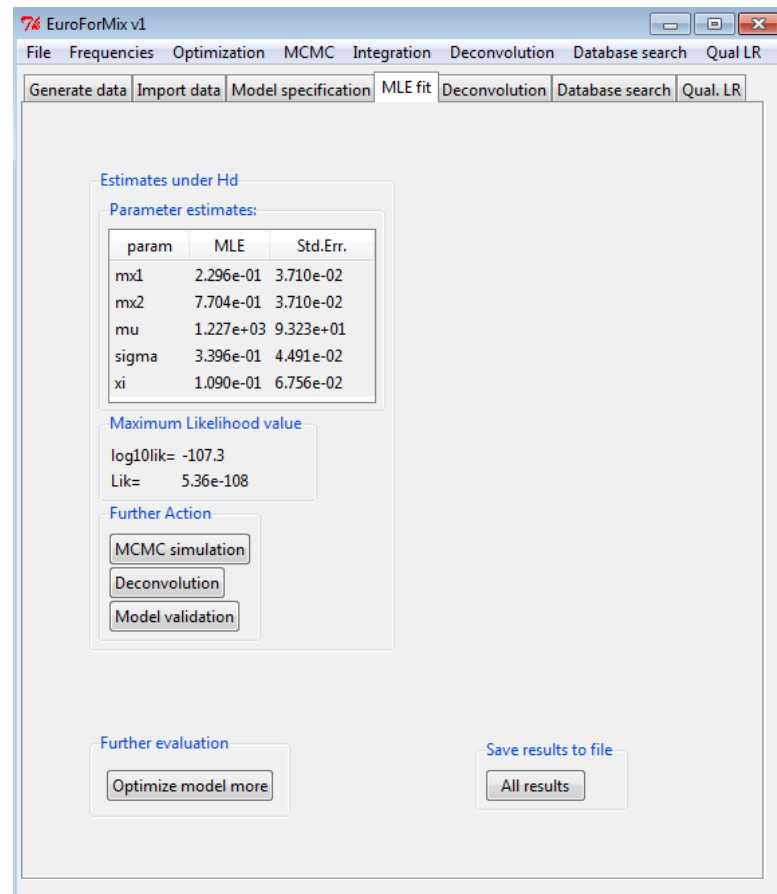 EuroForMix v1
File Frequencies Optimization MCMC Integration Deconvolution Database search Qual LR
Generate data Import data Model specification MLE fit Deconvolution Database search Qual. LR
Estimates under Hd
Parameter estimates:
param MLE Std.Err.
mx1 2.296e-01 3.710e-02
mx2 7.704e-01 3.710e-02
mu 1.227e+03 9.323e+01
sigma 3.396e-01 4.491e-02
xi 1.090e-01 6.756e-02
Maximum Likelihood value
log10lik= -107.3
Lik= 5.36e-108
Further Action
MCMC simulation
Deconvolution
Model validation
Further evaluation
Optimize model more
Save results to file
All results